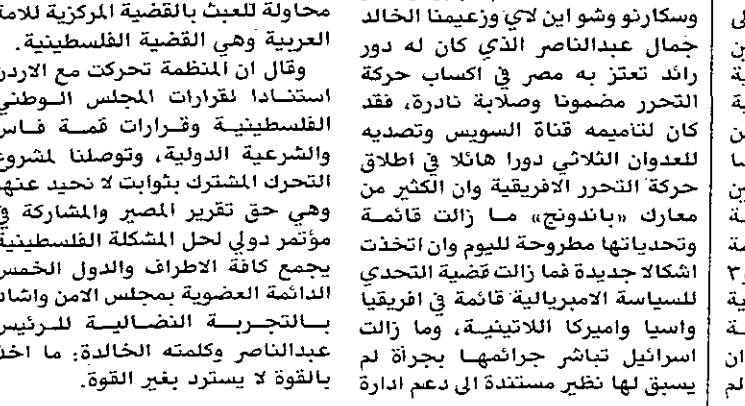 وسكارنو وشو اين لاي وزعيمنا الخالد
جمال عبدالناصر الذي كان له دور
رائد تعتز به مصر في اكساب حركة
التحرر مضمونا وصلابة نادرة، فقد
كان لتاميمه قناة السويس وتصديه
للعدوان الثلاثي دورا هائلا في اطلاق
حركة التحرر الافريقية وان الكثير من
معارك «باندونج» ما زالت قائمة
وتحدياتها مطروحة لليوم وان اتخذت
اشكالا جديدة فما زالت قضية التحدي
للسياسة الامبريالية قائمة في افريقيا
واسيا واميركا اللاتينية، وما زالت
اسرائيل تباشر جرائمها بجرأة لم
يسبق لها نظير مستندة الى دعم ادارة
محاولة للعبث بالقضية المركزية للامة
العربية وهي القضية الفلسطينية.
وقال ان المنظمة تحركت مع الاردن
استنادا لقرارات المجلس الوطني
الفلسطينية وقرارات قمة فاس
والشرعية الدولية، وتوصلنا لمشروع
التحرك المشترك بثوابت لا نحيد عنها
وهي حق تقرير المصير والمشاركة في
مؤتمر دولي لحل المشكلة الفلسطينية
يجمع كافة الاطراف والدول الخمس
الدائمة العضوية بمجلس الامن واشاد
بالتجربة النضالية للرئيس
عبدالناصر وكلمته الخالدة: ما اخذ
بالقوة لا يسترد بغير القوة.